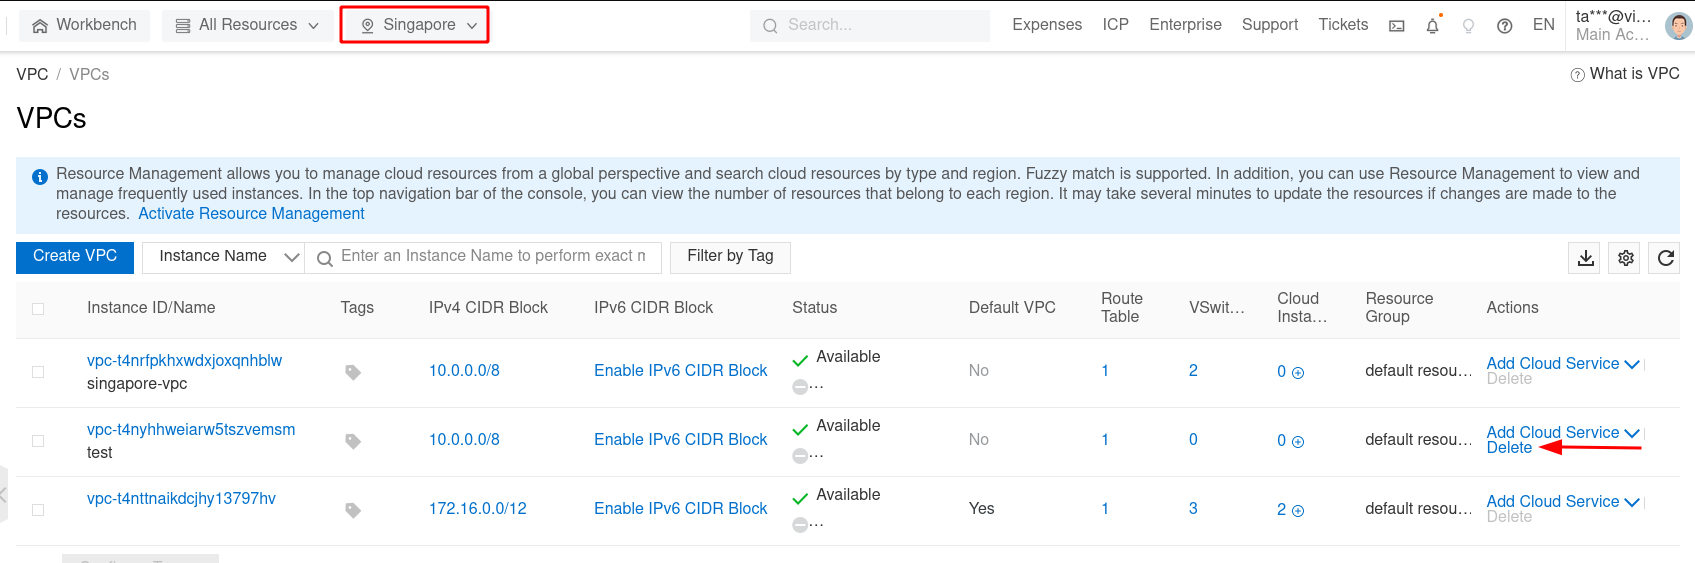 Workbench All Resources Singapore Search... Expenses ICP Enterprise Support Tickets EN ta***@vi...
Main Ac...
VPC / VPCs What is VPC
VPCs
Resource Management allows you to manage cloud resources from a global perspective and search cloud resources by type and region. Fuzzy match is supported. In addition, you can use Resource Management to view and
manage frequently used instances. In the top navigation bar of the console, you can view the number of resources that belong to each region. It may take several minutes to update the resources if changes are made to the
resources. Activate Resource Management
Create VPC Instance Name Enter an Instance Name to perform exact m Filter by Tag
Instance ID/Name Tags IPv4 CIDR Block IPv6 CIDR Block Status Default VPC Route Table VSwit... Cloud Insta... Resource Group Actions
vpc-t4nrfpkhxwdxjoxqnhblw 10.0.0.0/8 Enable IPv6 CIDR Block Available No 1 2 0 default resou... Add Cloud Service
singapore-vpc ... Delete
vpc-t4nyhhweiarw5tszvemsm 10.0.0.0/8 Enable IPv6 CIDR Block Available No 1 0 0 default resou... Add Cloud Service
test ... Delete
vpc-t4nttnaikdcjhy13797hv 172.16.0.0/12 Enable IPv6 CIDR Block Available Yes 1 3 2 default resou... Add Cloud Service
... Delete